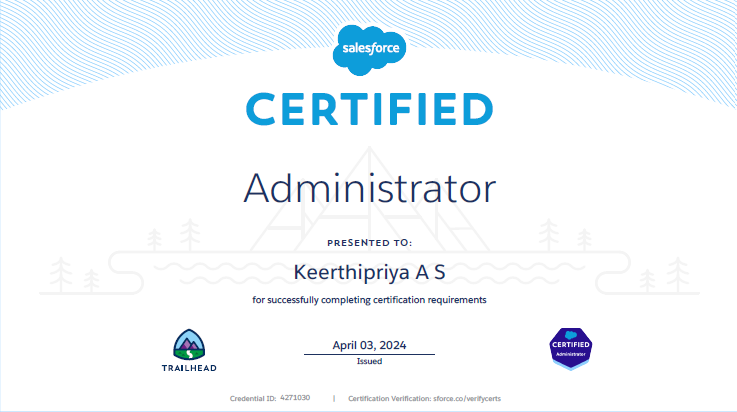 salesforce
CERTIFIED
Administrator
PRESENTED TO:
Keerthipriya A S
for successfully completing certification requirements
TRAILHEAD
April 03, 2024
Issued
CERTIFIED
Administrator
Credential ID: 4271030 | Certification Verification: sforce.co/verifycerts